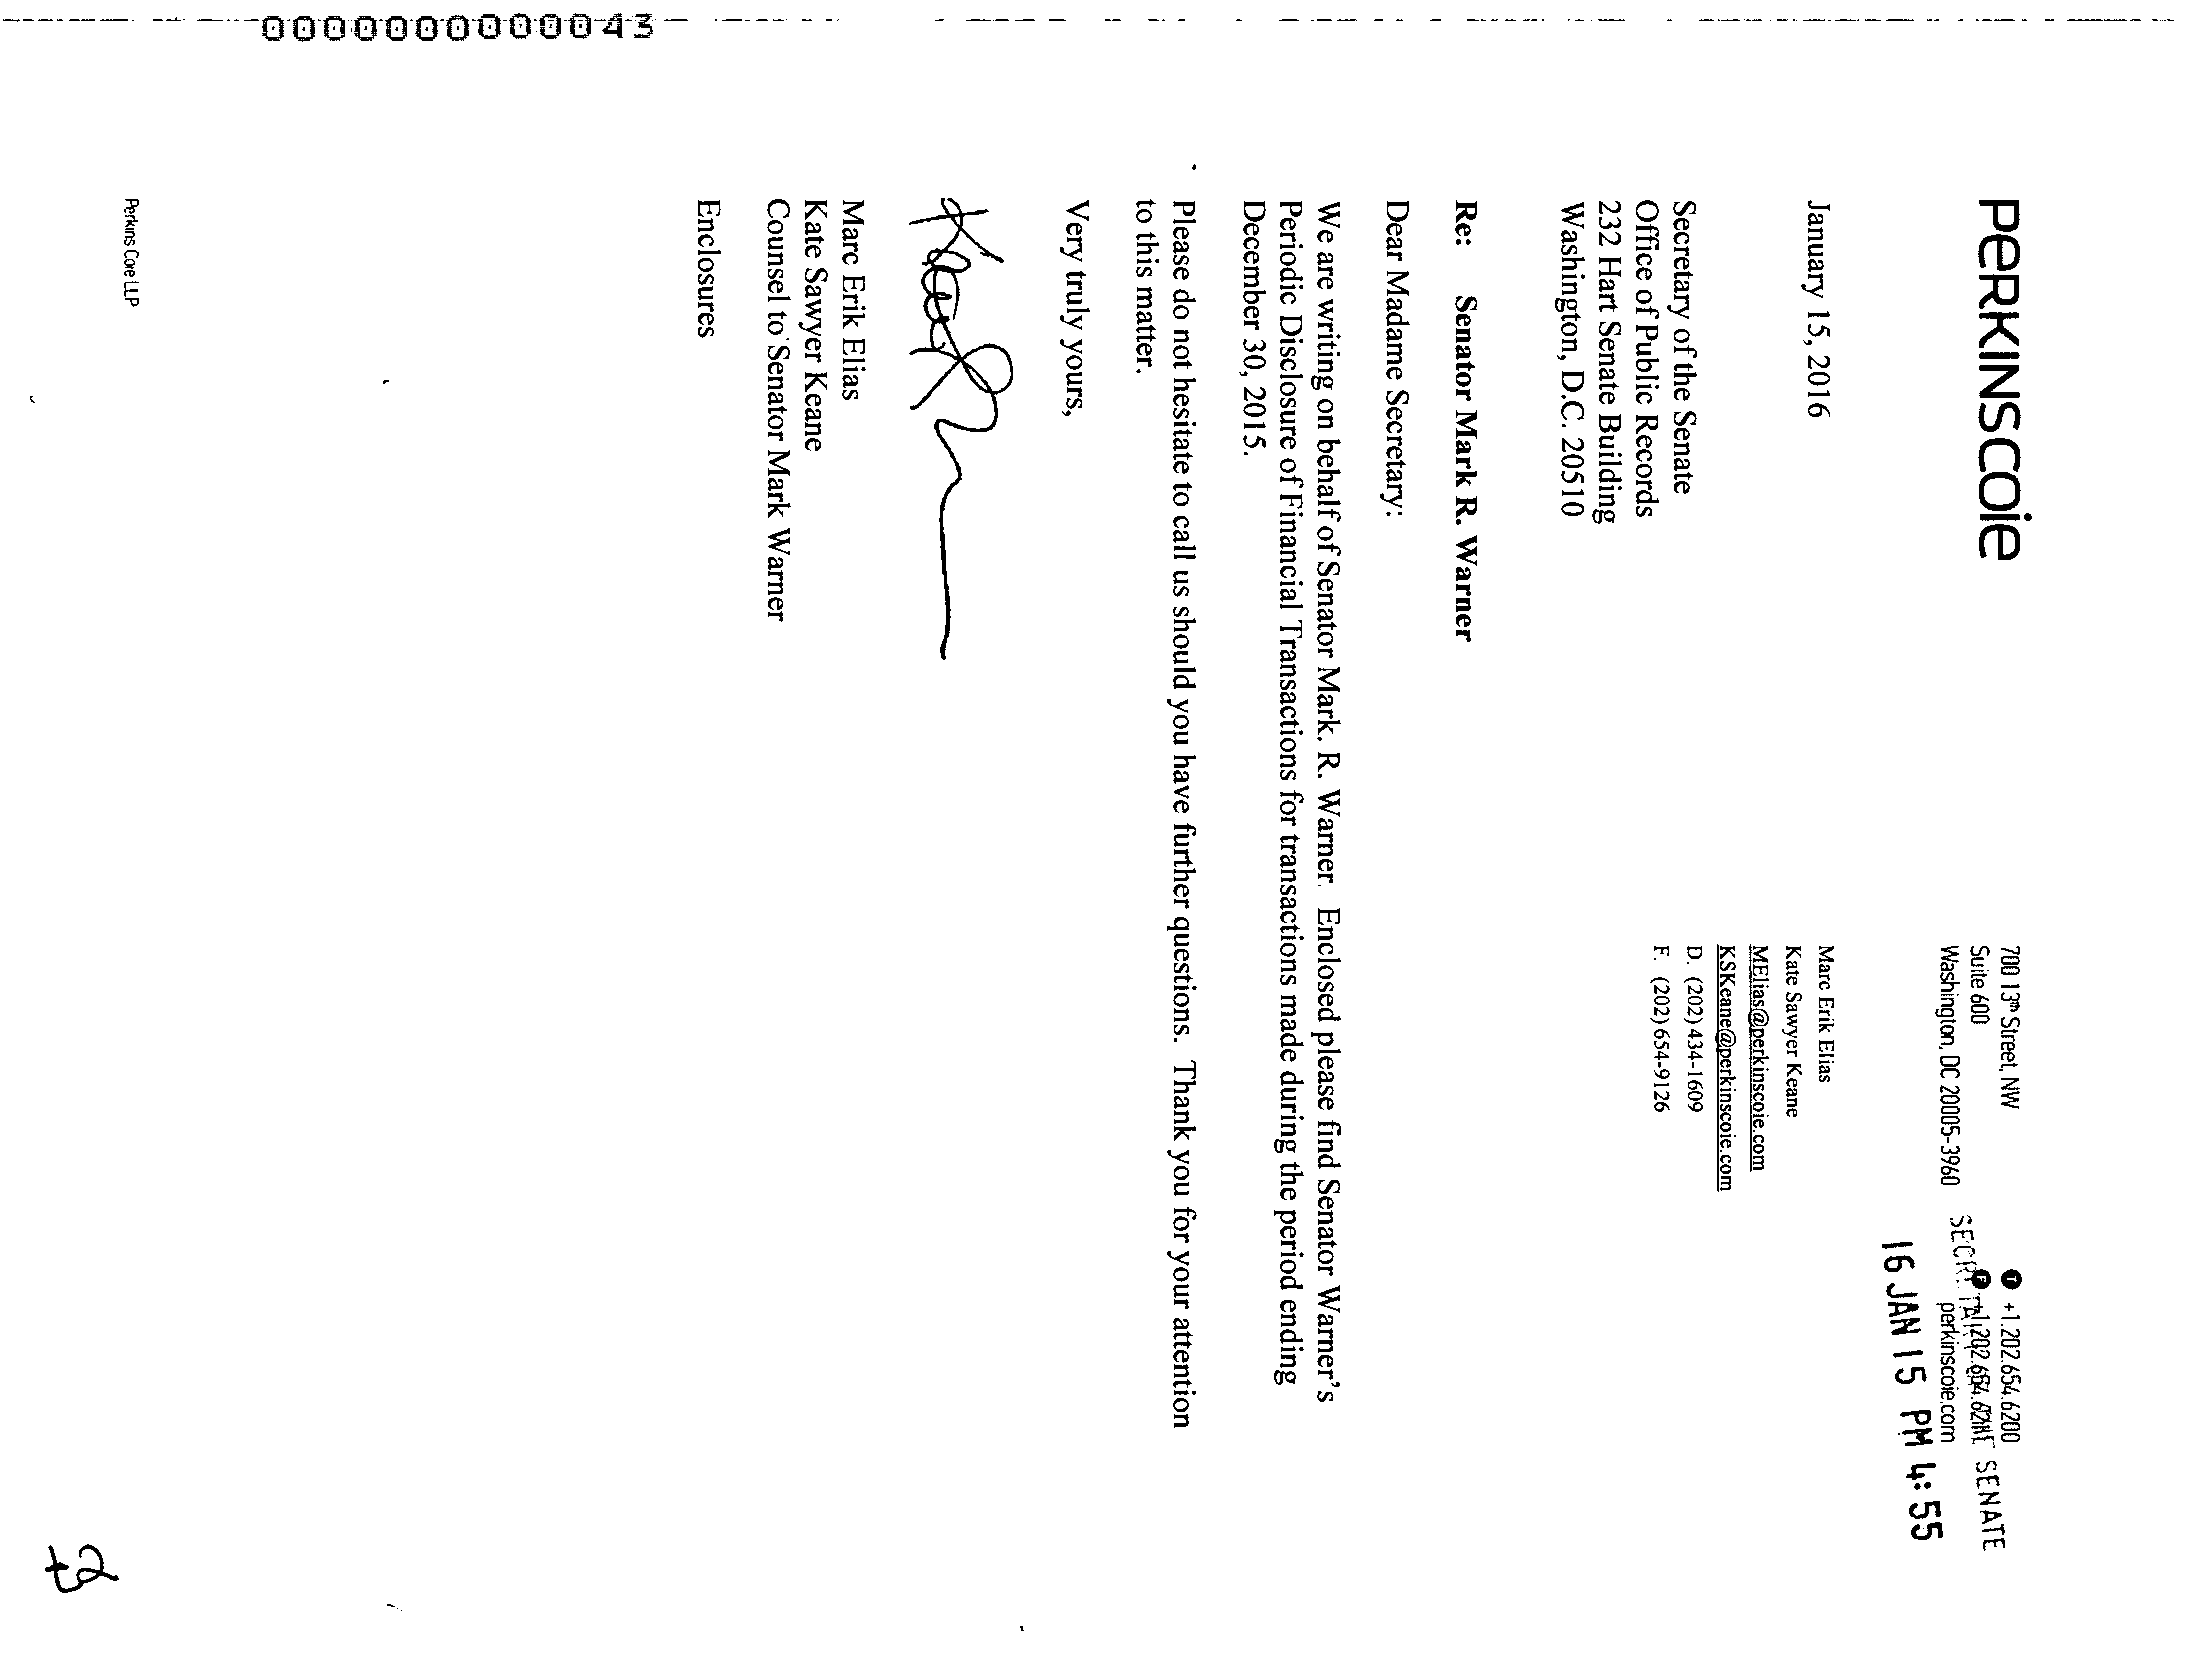 PERKINSCOIE
700 13th Street, NW
Suite 600
Washington, DC 20005-3960
T +1.202.654.6200
F +1.202.654.6211
perkinscoie.com
SENATE
16 JAN 15 PM 4:55
January 15, 2016
Marc Erik Elias
Kate Sawyer Keane
MElias@perkinscoie.com
KSKeane@perkinscoie.com
D. (202) 434-1609
F. (202) 654-9126
Secretary of the Senate
Office of Public Records
232 Hart Senate Building
Washington, D.C. 20510
Re: Senator Mark R. Warner
Dear Madame Secretary:
We are writing on behalf of Senator Mark. R. Warner. Enclosed please find Senator Warner's
Periodic Disclosure of Financial Transactions for transactions made during the period ending
December 30, 2015.
Please do not hesitate to call us should you have further questions. Thank you for your attention
to this matter.
Very truly yours,
Marc Erik Elias
Kate Sawyer Keane
Counsel to Senator Mark Warner
Enclosures
Perkins Coie LLP
0000000000043